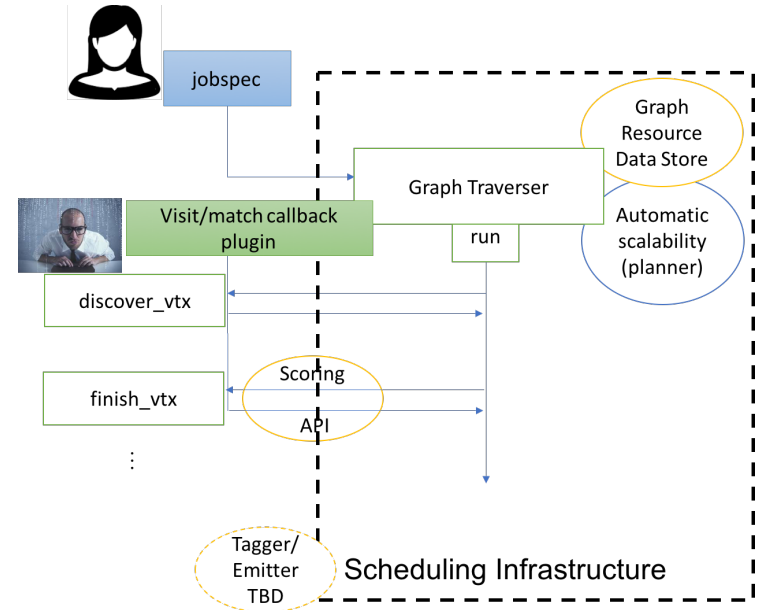 jobspec
Graph
Resource
Data Store
Graph Traverser
Visit/match callback
plugin
run
Automatic
scalability
(planner)
discover_vtx
Scoring
finish_vtx
API
⋮
Tagger/
Emitter
TBD
Scheduling Infrastructure